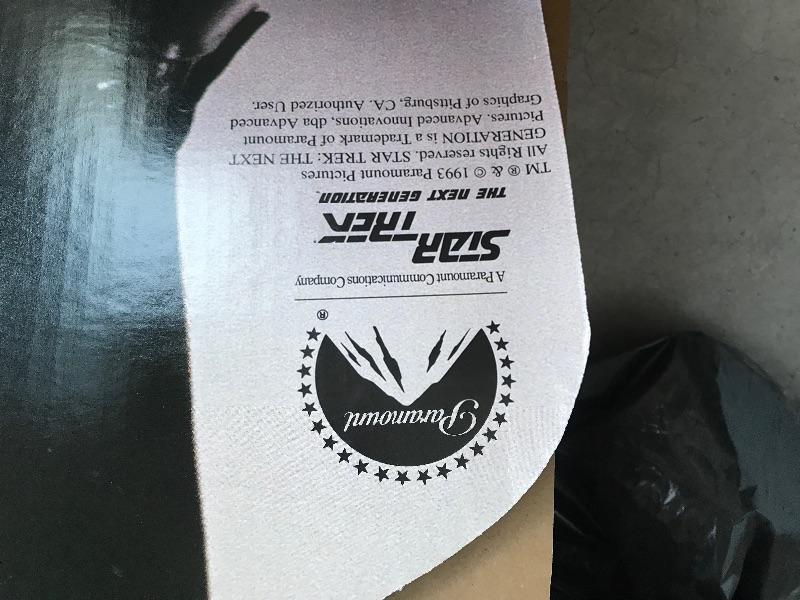 Paramount
®
A Paramount Communications Company
STAR TREK
THE NEXT GENERATION™
TM ® & © 1993 Paramount Pictures
All Rights reserved. STAR TREK: THE NEXT
GENERATION is a Trademark of Paramount
Pictures. Advanced Innovations, dba Advanced
Graphics of Pittsburg, CA. Authorized User.